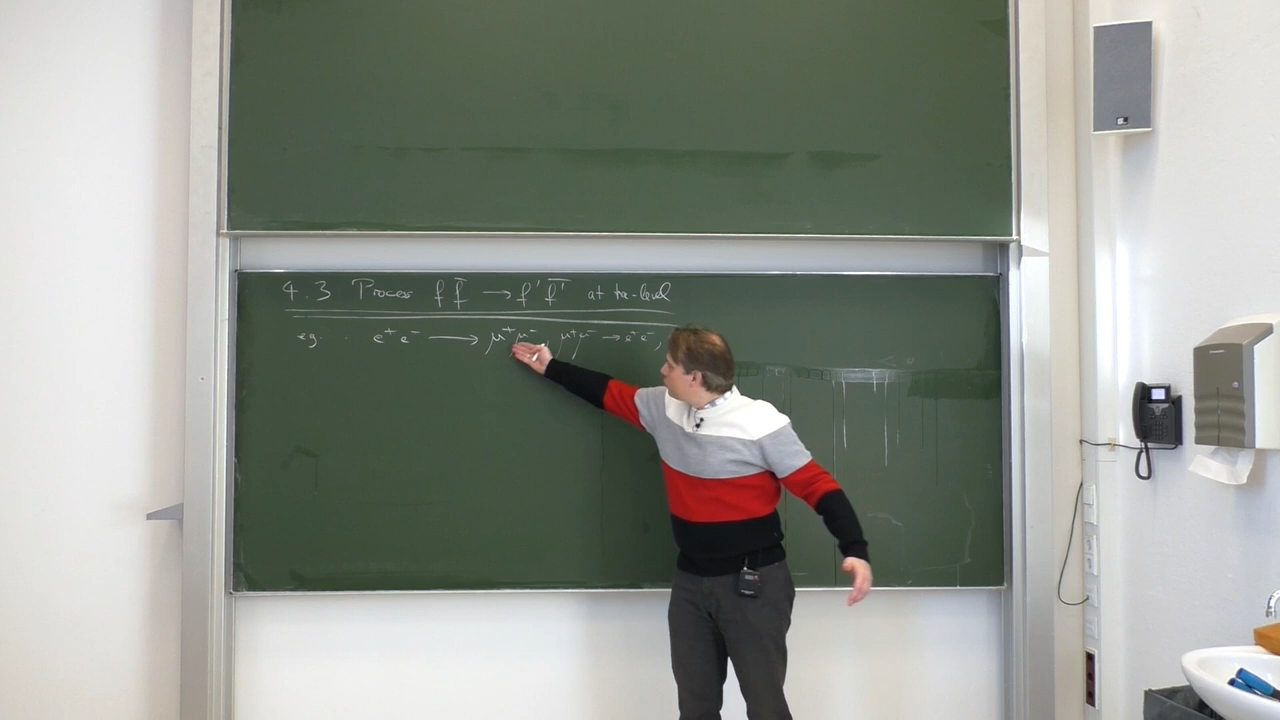 4.3 Process f f̄ → f' f̄' at tree-level
e.g. e⁺e⁻ → μ⁺μ⁻, μ⁺μ⁻ → e⁺e⁻,